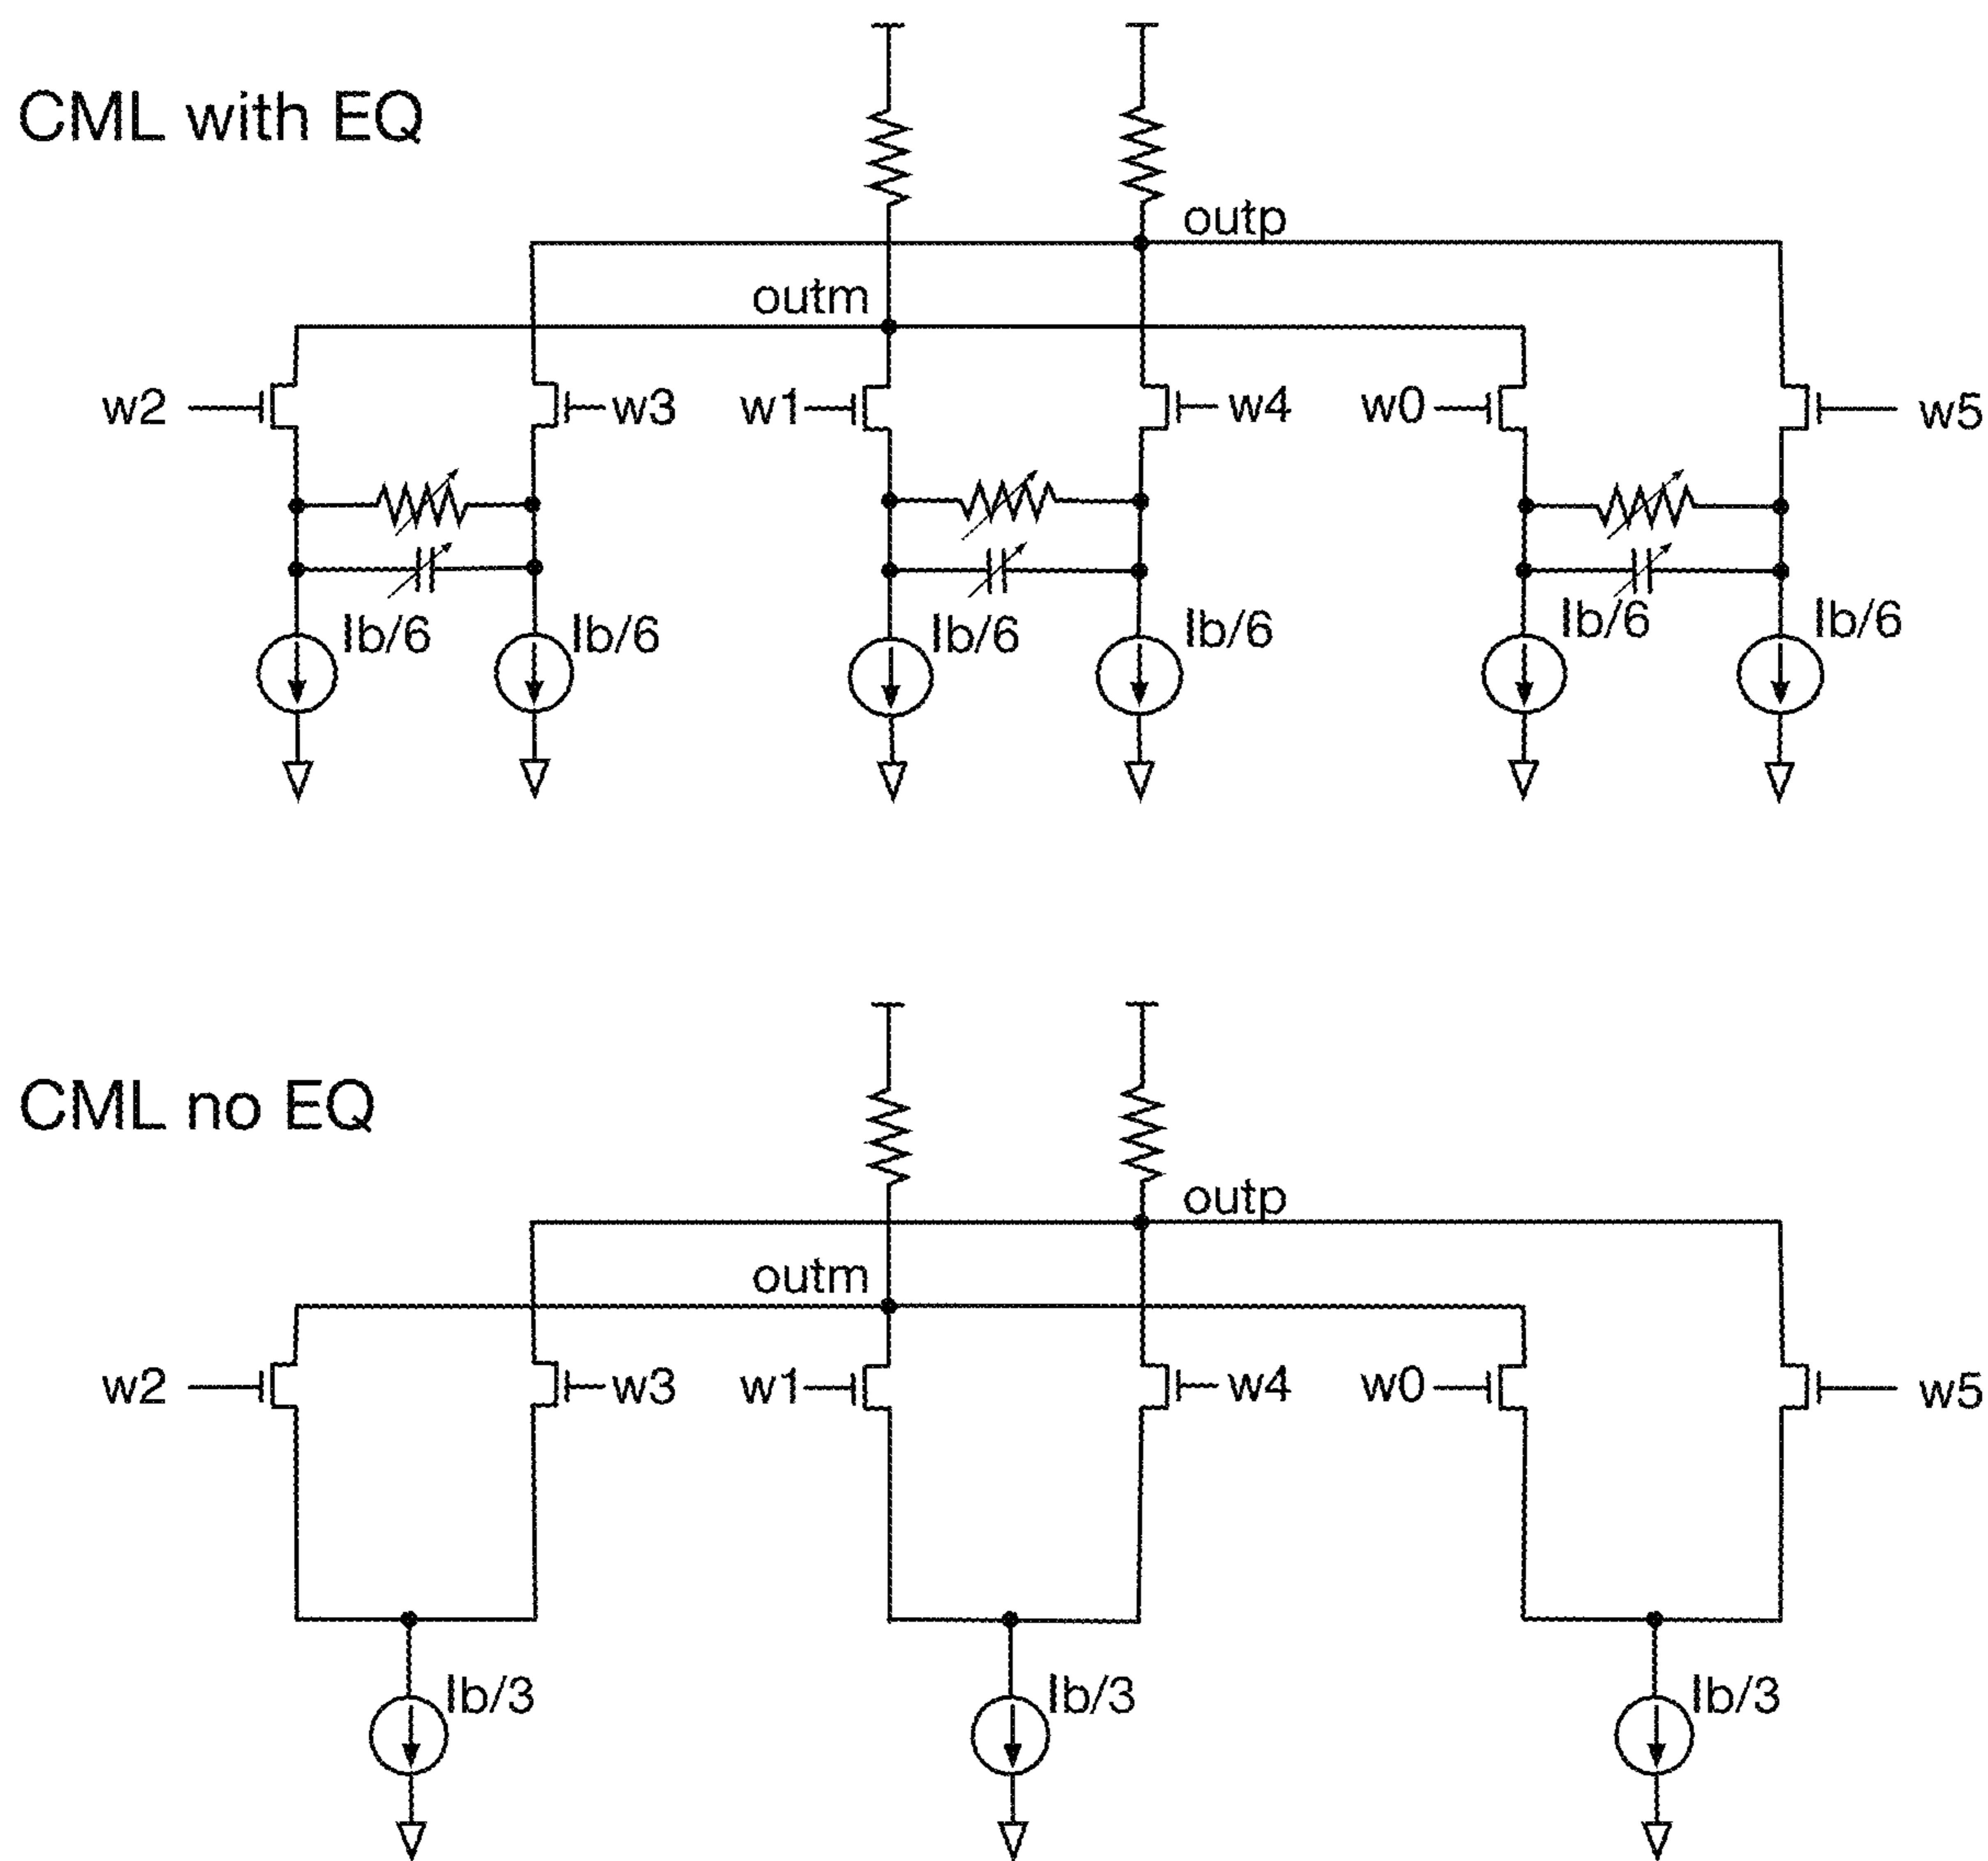 CML with EQ
outp
outm
w2
w3
w1
w4
w0
w5
Ib/6
Ib/6
Ib/6
Ib/6
Ib/6
Ib/6
CML no EQ
outp
outm
w2
w3
w1
w4
w0
w5
Ib/3
Ib/3
Ib/3